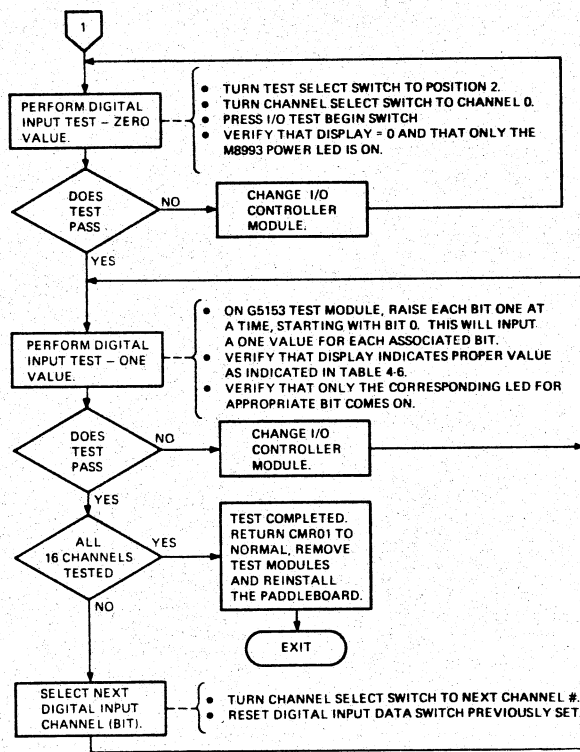 1
PERFORM DIGITAL
INPUT TEST – ZERO
VALUE.
• TURN TEST SELECT SWITCH TO POSITION 2.
• TURN CHANNEL SELECT SWITCH TO CHANNEL 0.
• PRESS I/O TEST BEGIN SWITCH
• VERIFY THAT DISPLAY = 0 AND THAT ONLY THE
M8993 POWER LED IS ON.
DOES
TEST
PASS
NO
CHANGE I/O
CONTROLLER
MODULE.
YES
PERFORM DIGITAL
INPUT TEST – ONE
VALUE.
• ON G5153 TEST MODULE, RAISE EACH BIT ONE AT
A TIME, STARTING WITH BIT 0. THIS WILL INPUT
A ONE VALUE FOR EACH ASSOCIATED BIT.
• VERIFY THAT DISPLAY INDICATES PROPER VALUE
AS INDICATED IN TABLE 4-6.
• VERIFY THAT ONLY THE CORRESPONDING LED FOR
APPROPRIATE BIT COMES ON.
DOES
TEST
PASS
NO
CHANGE I/O
CONTROLLER
MODULE.
YES
ALL
16 CHANNELS
TESTED
YES
TEST COMPLETED.
RETURN CMR01 TO
NORMAL, REMOVE
TEST MODULES
AND REINSTALL
THE PADDLEBOARD.
NO
EXIT
SELECT NEXT
DIGITAL INPUT
CHANNEL (BIT).
• TURN CHANNEL SELECT SWITCH TO NEXT CHANNEL #.
• RESET DIGITAL INPUT DATA SWITCH PREVIOUSLY SET.